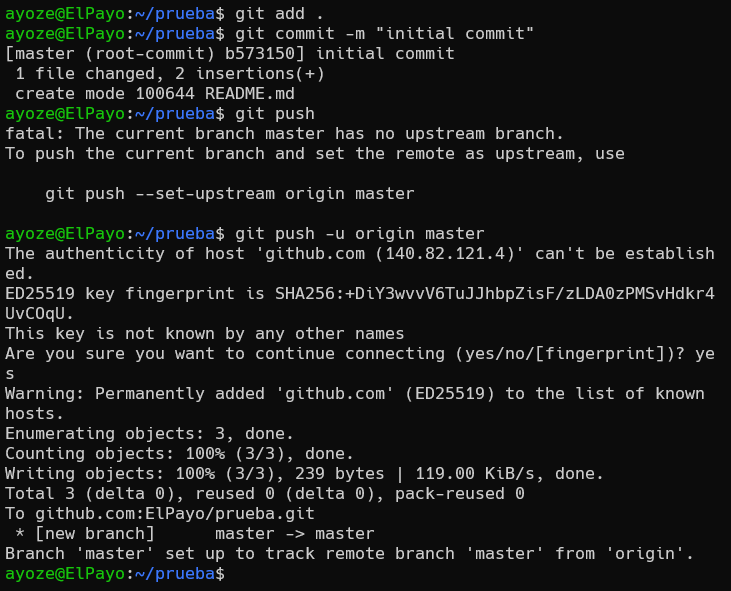 ayoze@ElPayo:~/prueba$ git add .
ayoze@ElPayo:~/prueba$ git commit -m "initial commit"
[master (root-commit) b573150] initial commit
 1 file changed, 2 insertions(+)
 create mode 100644 README.md
ayoze@ElPayo:~/prueba$ git push
fatal: The current branch master has no upstream branch.
To push the current branch and set the remote as upstream, use

    git push --set-upstream origin master

ayoze@ElPayo:~/prueba$ git push -u origin master
The authenticity of host 'github.com (140.82.121.4)' can't be establish
ed.
ED25519 key fingerprint is SHA256:+DiY3wvvV6TuJJhbpZisF/zLDA0zPMSvHdkr4
UvCOqU.
This key is not known by any other names
Are you sure you want to continue connecting (yes/no/[fingerprint])? ye
s
Warning: Permanently added 'github.com' (ED25519) to the list of known
hosts.
Enumerating objects: 3, done.
Counting objects: 100% (3/3), done.
Writing objects: 100% (3/3), 239 bytes | 119.00 KiB/s, done.
Total 3 (delta 0), reused 0 (delta 0), pack-reused 0
To github.com:ElPayo/prueba.git
 * [new branch]      master -> master
Branch 'master' set up to track remote branch 'master' from 'origin'.
ayoze@ElPayo:~/prueba$